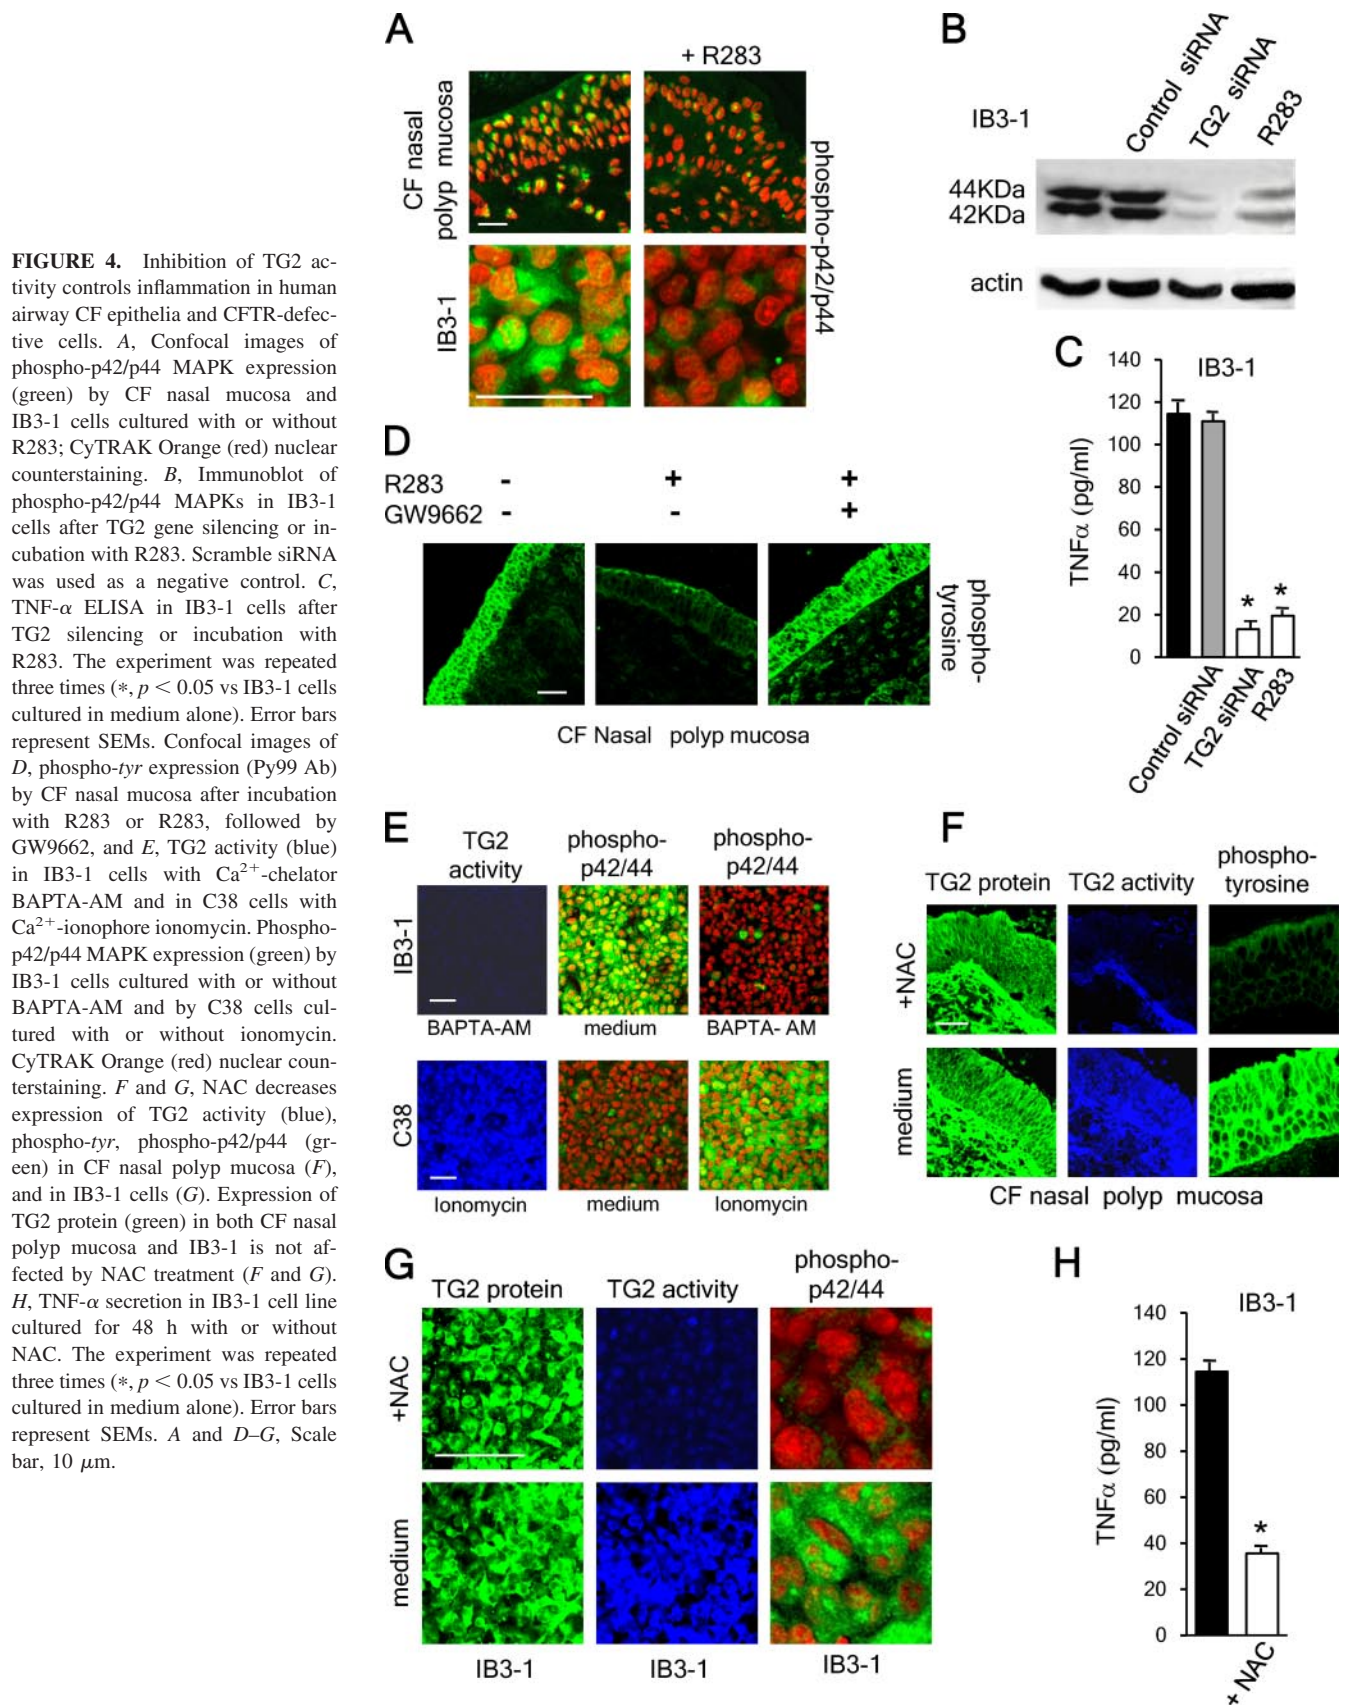 FIGURE 4. Inhibition of TG2 ac-
tivity controls inflammation in human
airway CF epithelia and CFTR-defec-
tive cells. A, Confocal images of
phospho-p42/p44 MAPK expression
(green) by CF nasal mucosa and
IB3-1 cells cultured with or without
R283; CyTRAK Orange (red) nuclear
counterstaining. B, Immunoblot of
phospho-p42/p44 MAPKs in IB3-1
cells after TG2 gene silencing or in-
cubation with R283. Scramble siRNA
was used as a negative control. C,
TNF-α ELISA in IB3-1 cells after
TG2 silencing or incubation with
R283. The experiment was repeated
three times (*, p < 0.05 vs IB3-1 cells
cultured in medium alone). Error bars
represent SEMs. Confocal images of
D, phospho-tyr expression (Py99 Ab)
by CF nasal mucosa after incubation
with R283 or R283, followed by
GW9662, and E, TG2 activity (blue)
in IB3-1 cells with Ca2+-chelator
BAPTA-AM and in C38 cells with
Ca2+-ionophore ionomycin. Phospho-
p42/p44 MAPK expression (green) by
IB3-1 cells cultured with or without
BAPTA-AM and by C38 cells cul-
tured with or without ionomycin.
CyTRAK Orange (red) nuclear coun-
terstaining. F and G, NAC decreases
expression of TG2 activity (blue),
phospho-tyr, phospho-p42/p44 (gr-
een) in CF nasal polyp mucosa (F),
and in IB3-1 cells (G). Expression of
TG2 protein (green) in both CF nasal
polyp mucosa and IB3-1 is not af-
fected by NAC treatment (F and G).
H, TNF-α secretion in IB3-1 cell line
cultured for 48 h with or without
NAC. The experiment was repeated
three times (*, p < 0.05 vs IB3-1 cells
cultured in medium alone). Error bars
represent SEMs. A and D–G, Scale
bar, 10 μm.
A
+ R283
CF nasal
polyp mucosa
IB3-1
phospho-p42/p44
B
IB3-1
Control siRNA
TG2 siRNA
R283
44KDa
42KDa
actin
C
IB3-1
TNFα (pg/ml)
140
120
100
80
60
40
20
0
*
*
Control siRNA
TG2 siRNA
R283
D
R283 - + +
GW9662 - - +
phospho-
tyrosine
CF Nasal polyp mucosa
E
TG2
activity
phospho-
p42/44
phospho-
p42/44
IB3-1
BAPTA-AM
medium
BAPTA- AM
C38
Ionomycin
medium
Ionomycin
F
TG2 protein
TG2 activity
phospho-
tyrosine
+NAC
medium
CF nasal polyp mucosa
G
TG2 protein
TG2 activity
phospho-
p42/44
+NAC
medium
IB3-1
IB3-1
IB3-1
H
IB3-1
TNFα (pg/ml)
140
120
100
80
60
40
20
0
*
+ NAC